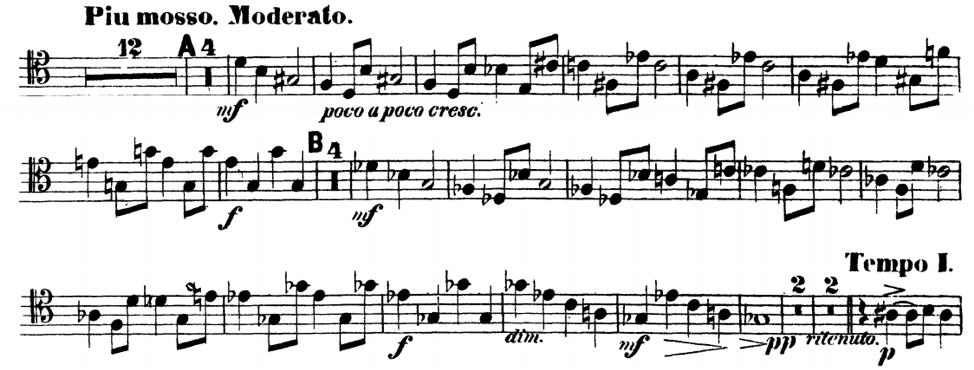 Piu mosso. Moderato.
12 A 4
mf poco a poco cresc.
B 4
f mf
Tempo I.
2 2
f dim. mf pp ritenuto. p